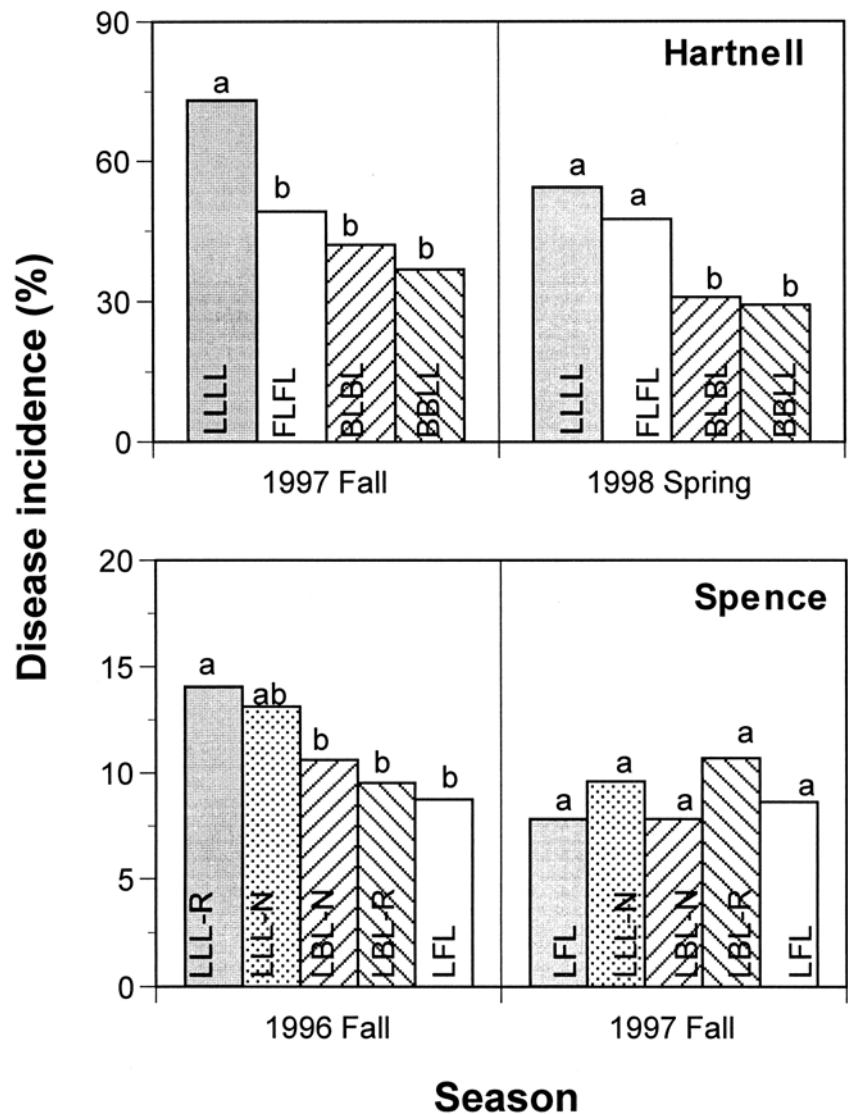 Disease incidence (%)
90
60
30
0
Hartnell
a
b
b
b
a
a
b
b
LLLL
FLFL
BLBL
BBLL
LLLL
FLFL
BLBL
BBLL
1997 Fall
1998 Spring
20
15
10
5
0
Spence
a
ab
b
b
b
a
a
a
a
a
LLL-R
LLL-N
LBL-N
LBL-R
LFL
LFL
LLL-N
LBL-N
LBL-R
LFL
1996 Fall
1997 Fall
Season